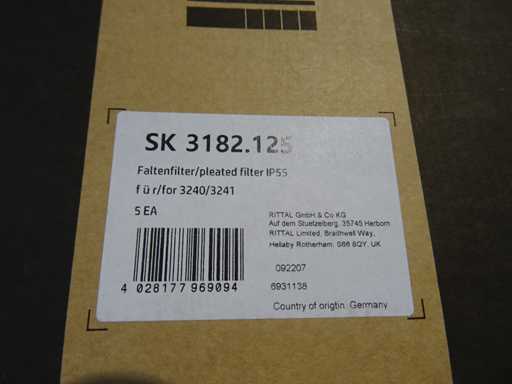 SK 3182.125
Faltenfilter/pleated filter IP55
f ü r/for 3240/3241
5 EA
RITTAL GmbH & Co KG
Auf dem Stuetzelberg, 35745 Herborn
RITTAL Limited, Braithwell Way,
Hellaby Rotherham. S66 8QY, UK
092207
6931138
4 028177 969094
Country of origtin: Germany